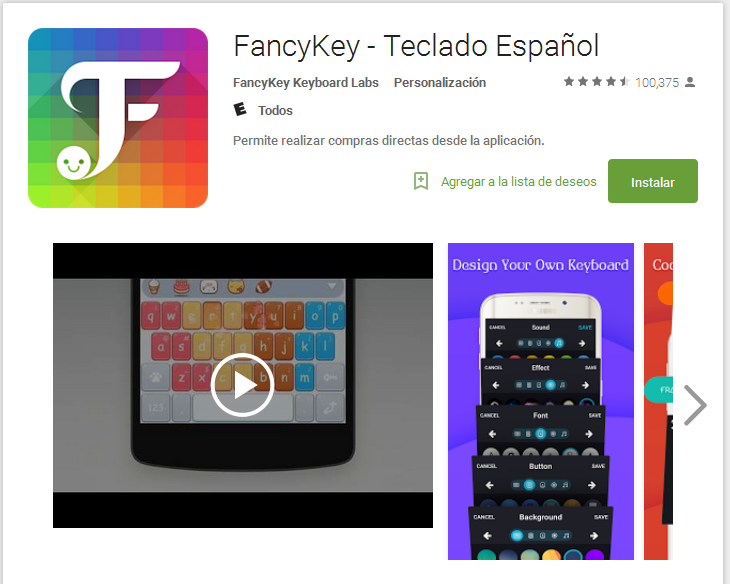 FancyKey - Teclado Español
FancyKey Keyboard Labs Personalización 100,375
E Todos
Permite realizar compras directas desde la aplicación.
Agregar a la lista de deseos Instalar
q w e r t y u i o p
a s d f g h j k l
z x c b n m
123
Design Your Own Keyboard
CANCEL Sound SAVE
CANCEL Effect SAVE
CANCEL Font SAVE
CANCEL Button SAVE
CANCEL Background SAVE